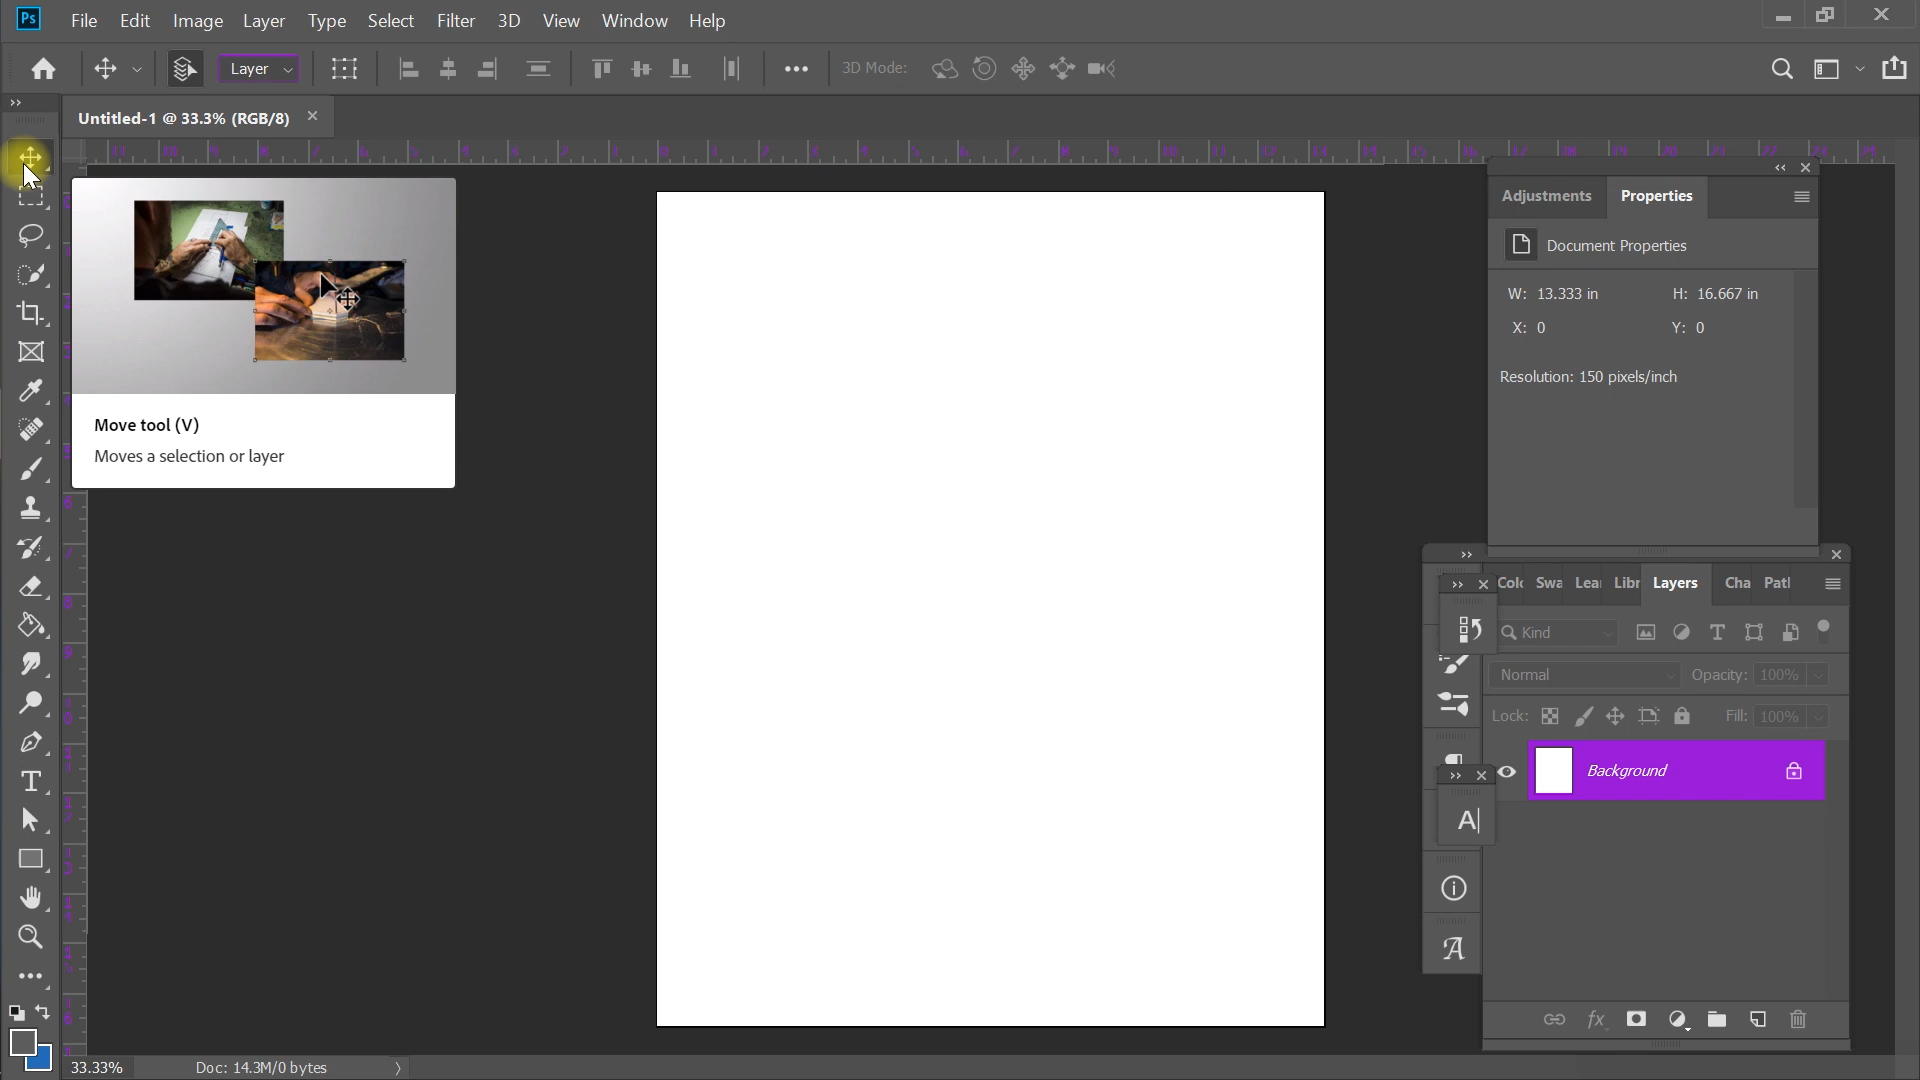 Ps File Edit Image Layer Type Select Filter 3D View Window Help
Layer 3D Mode:
Untitled-1 @ 33.3% (RGB/8)
Move tool (V)
Moves a selection or layer
Adjustments Properties
Document Properties
W: 13.333 in H: 16.667 in
X: 0 Y: 0
Resolution: 150 pixels/inch
Colo Swa Lea Libr Layers Cha Patl
Kind
Normal Opacity: 100%
Lock: Fill: 100%
Background
33.33% Doc: 14.3M/0 bytes